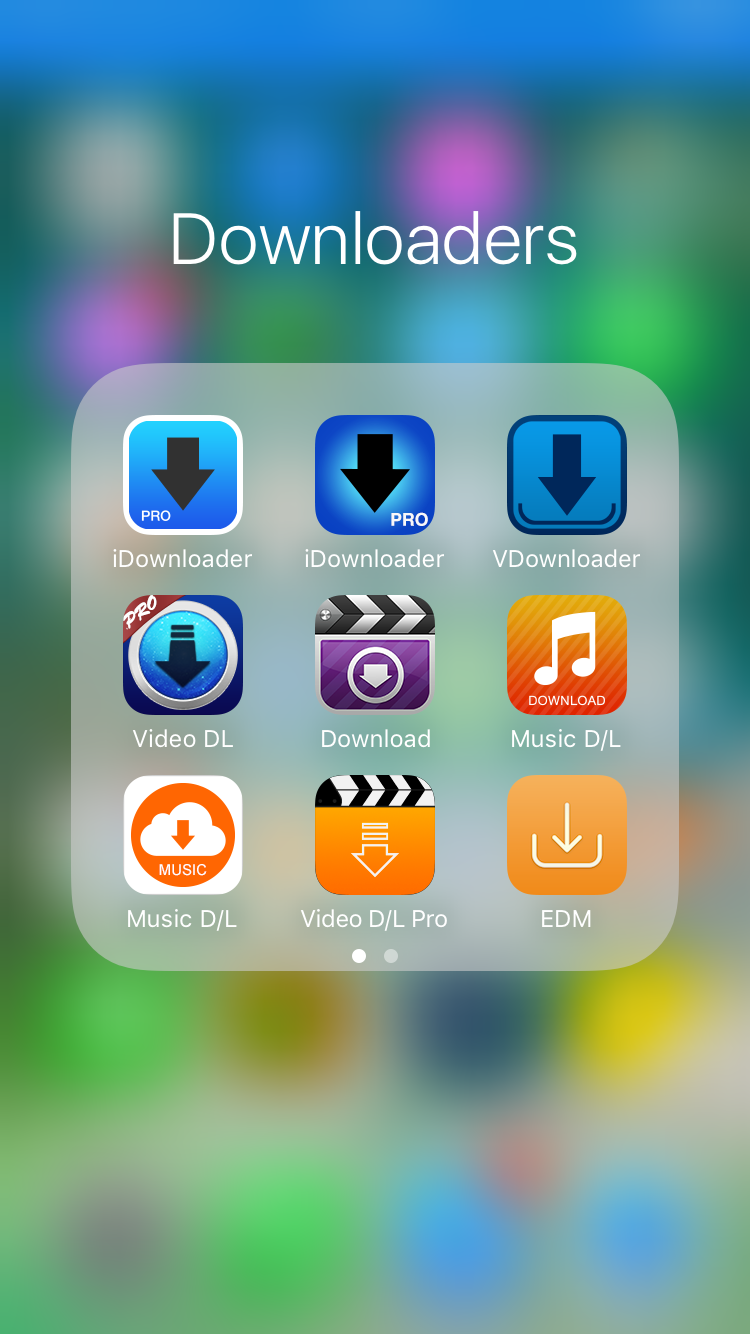 Downloaders
PRO
PRO
iDownloader
iDownloader
VDownloader
PRO
DOWNLOAD
Video DL
Download
Music D/L
MUSIC
Music D/L
Video D/L Pro
EDM